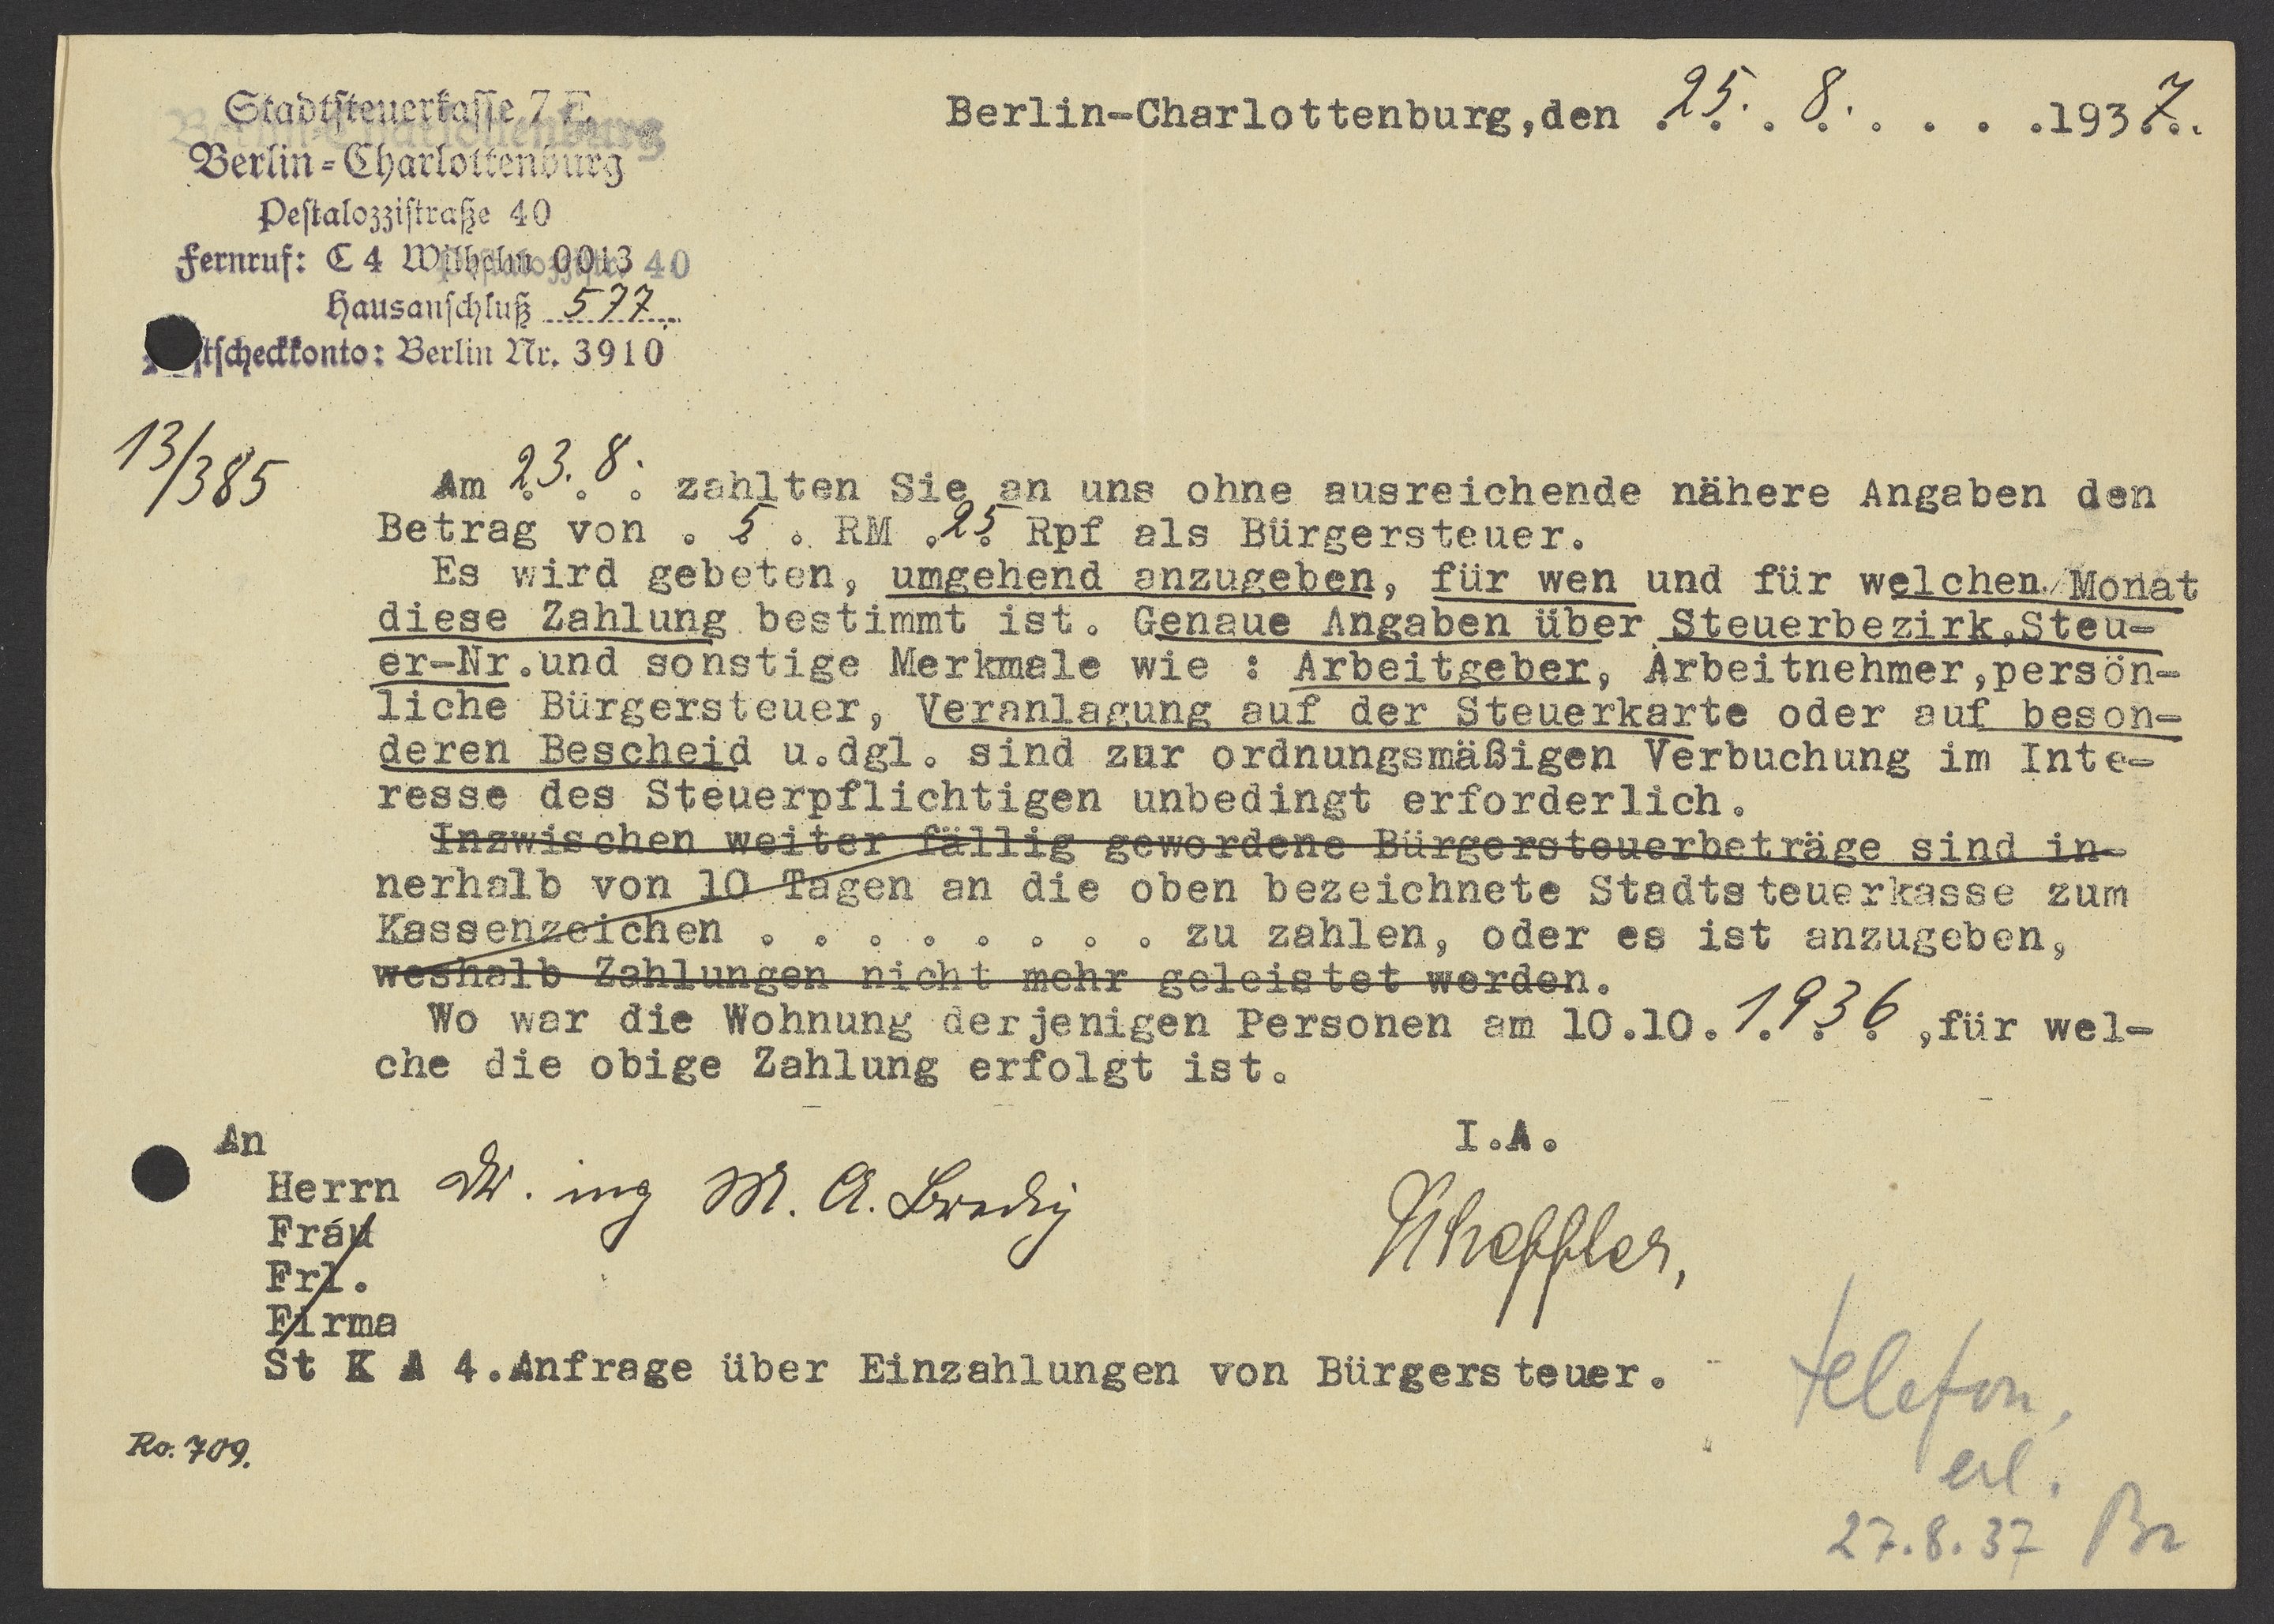 Stadtsteuerkasse 7 E.
Berlin-Charlottenburg
Pestalozzistraße 40
Fernruf: C 4 Wilhelm 0013
Hausanschluß 577
tscheckkonto: Berlin Nr. 3910
Berlin-Charlottenburg,den 25. 8. 1937.
13/385
Am 23. 8. zahlten Sie an uns ohne ausreichende nähere Angaben den
Betrag von . 5 . RM .25 Rpf als Bürgersteuer.
Es wird gebeten, umgehend anzugeben, für wen und für welchen Monat
diese Zahlung bestimmt ist. Genaue Angaben über Steuerbezirk,Steu-
er-Nr.und sonstige Merkmale wie : Arbeitgeber, Arbeitnehmer,persön-
liche Bürgersteuer, Veranlagung auf der Steuerkarte oder auf beson-
deren Bescheid u.dgl. sind zur ordnungsmäßigen Verbuchung im Inte-
resse des Steuerpflichtigen unbedingt erforderlich.
Inzwischen weiter fällig gewordene Bürgersteuerbeträge sind in-
nerhalb von 10 Tagen an die oben bezeichnete Stadtsteuerkasse zum
Kassenzeichen . . . . . . . . zu zahlen, oder es ist anzugeben,
weshalb Zahlungen nicht mehr geleistet werden.
Wo war die Wohnung derjenigen Personen am 10.10.1936 ,für wel-
che die obige Zahlung erfolgt ist.
An
Herrn Dr. ing M. A. Bredig
Frau
Frl.
Firma
I.A.
Scheffler,
St K A 4.Anfrage über Einzahlungen von Bürgersteuer.
Ro. 709.
telefon.
erl.
27.8.37 Br